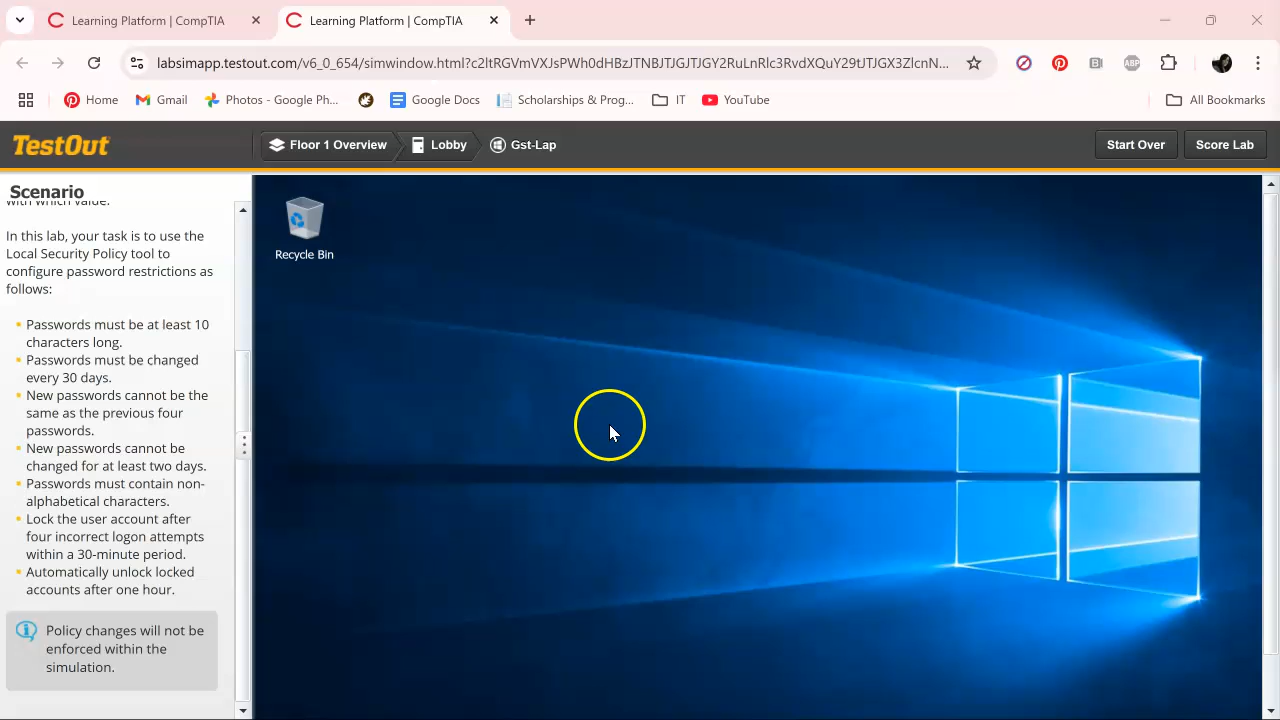 Learning Platform | CompTIA
Learning Platform | CompTIA
labsimapp.testout.com/v6_0_654/simwindow.html?c2ltRGVmVXJsPWh0dHBzJTNBJTJGJTJGY2RuLnRlc3RvdXQuY29tJTJGX3ZlcnN...
Home
Gmail
Photos - Google Ph...
Google Docs
Scholarships & Prog...
IT
YouTube
All Bookmarks
TestOut
Floor 1 Overview
Lobby
Gst-Lap
Start Over
Score Lab
Scenario
with which value.
In this lab, your task is to use the
Local Security Policy tool to
configure password restrictions as
follows:
Passwords must be at least 10
characters long.
Passwords must be changed
every 30 days.
New passwords cannot be the
same as the previous four
passwords.
New passwords cannot be
changed for at least two days.
Passwords must contain non-
alphabetical characters.
Lock the user account after
four incorrect logon attempts
within a 30-minute period.
Automatically unlock locked
accounts after one hour.
Policy changes will not be
enforced within the
simulation.
Recycle Bin
ABP